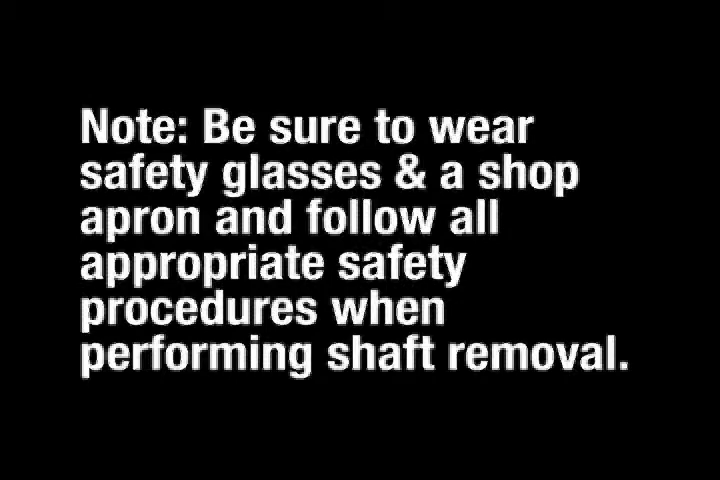 Note: Be sure to wear
safety glasses & a shop
apron and follow all
appropriate safety
procedures when
performing shaft removal.